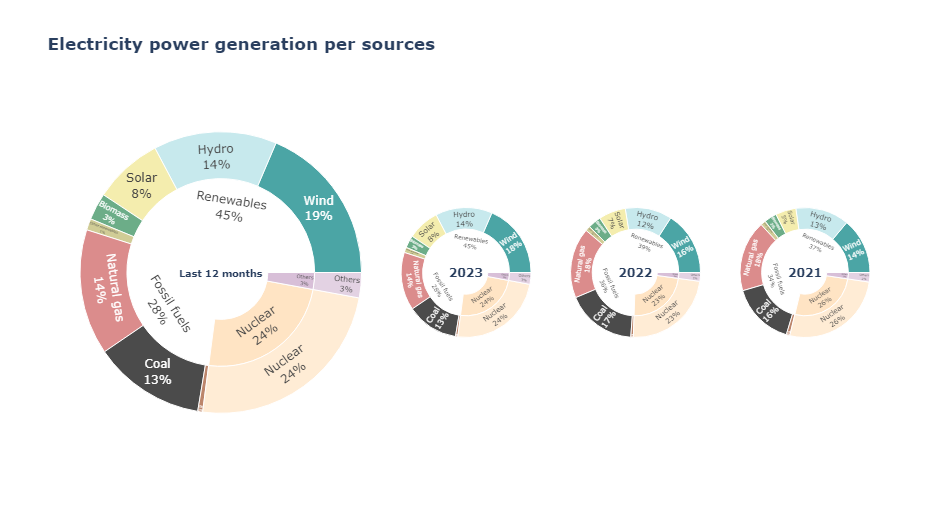 Electricity power generation per sources
Hydro
14%
Wind
19%
Solar
8%
Biomass
3%
Renewables
45%
Natural gas
14%
Fossil fuels
28%
Last 12 months
Others
3%
Others
3%
Nuclear
24%
Nuclear
24%
Coal
13%
Hydro
14%
Wind
18%
Solar
8%
Renewables
45%
Natural gas
14%
Fossil fuels
28%
2023
Nuclear
24%
Nuclear
24%
Coal
13%
Hydro
12%
Wind
16%
Solar
7%
Renewables
39%
Natural gas
18%
Fossil fuels
36%
2022
Nuclear
23%
Nuclear
23%
Coal
17%
Hydro
13%
Wind
14%
Solar
Renewables
37%
Natural gas
18%
Fossil fuels
2021
Nuclear
26%
Nuclear
26%
Coal
16%